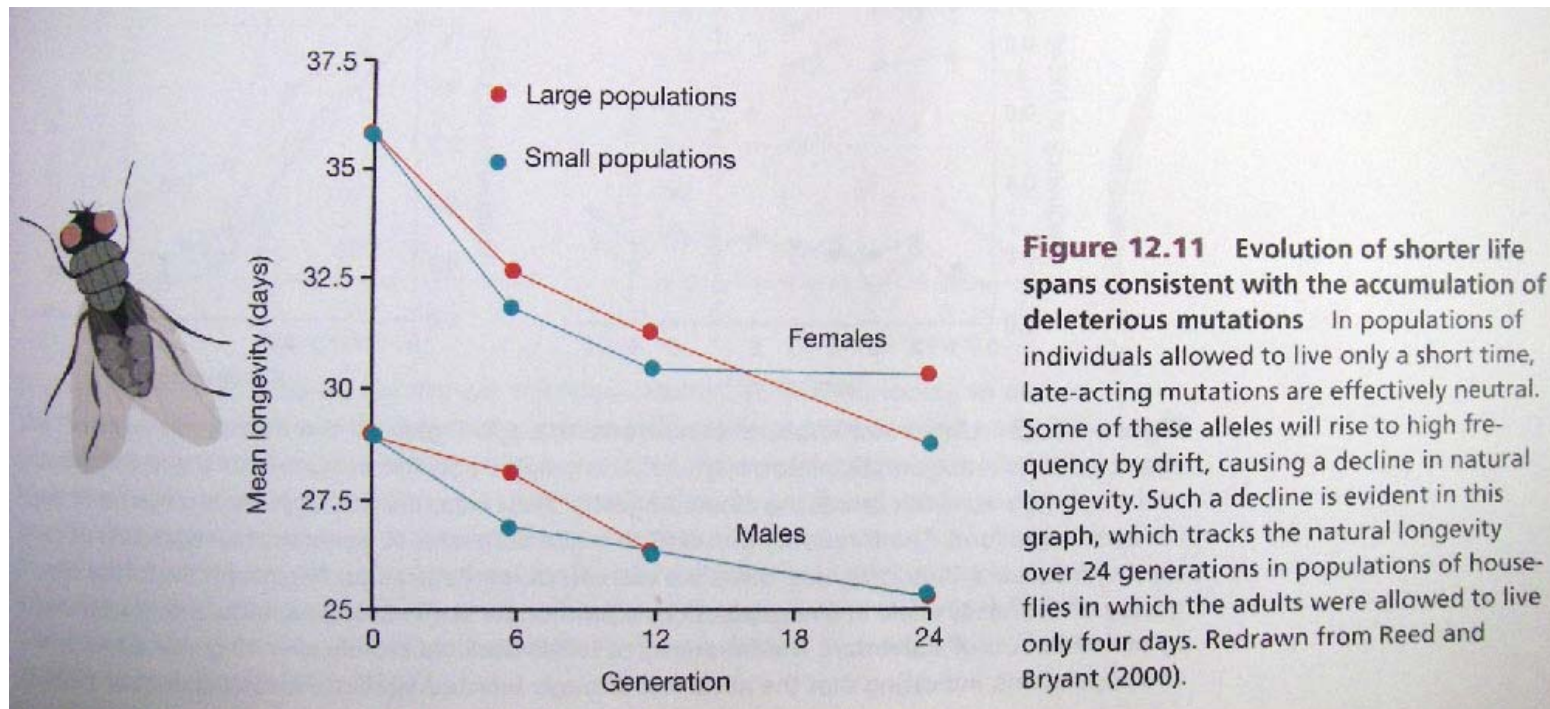 37.5
35
32.5
30
27.5
25
Mean longevity (days)
Large populations
Small populations
Females
Males
0 6 12 18 24
Generation
Figure 12.11 Evolution of shorter life
spans consistent with the accumulation of
deleterious mutations In populations of
individuals allowed to live only a short time,
late-acting mutations are effectively neutral.
Some of these alleles will rise to high fre-
quency by drift, causing a decline in natural
longevity. Such a decline is evident in this
graph, which tracks the natural longevity
over 24 generations in populations of house-
flies in which the adults were allowed to live
only four days. Redrawn from Reed and
Bryant (2000).